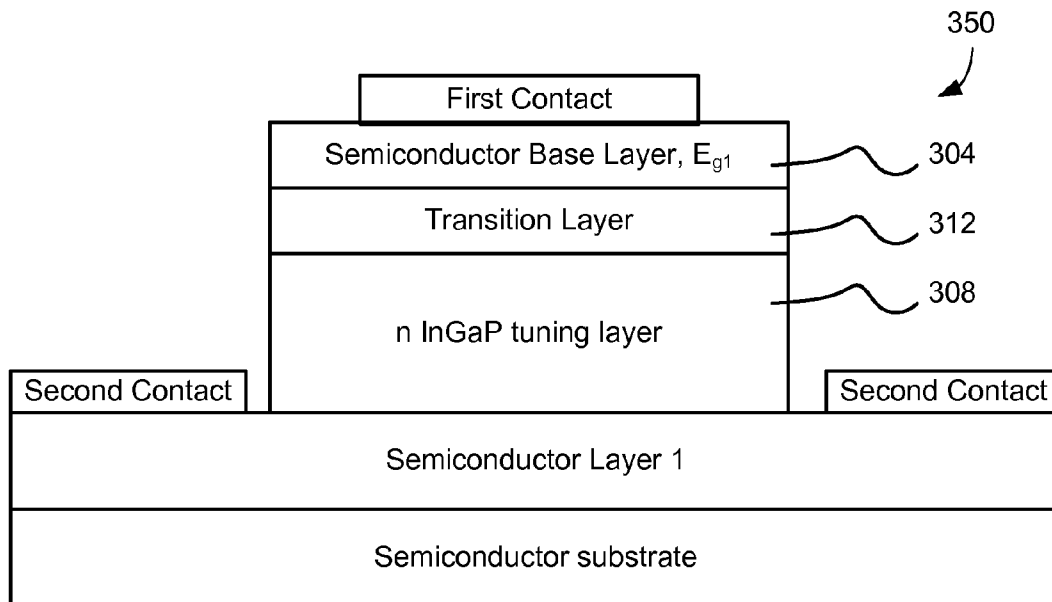 350
First Contact
Semiconductor Base Layer, Eg1
304
Transition Layer
312
308
n InGaP tuning layer
Second Contact
Second Contact
Semiconductor Layer 1
Semiconductor substrate